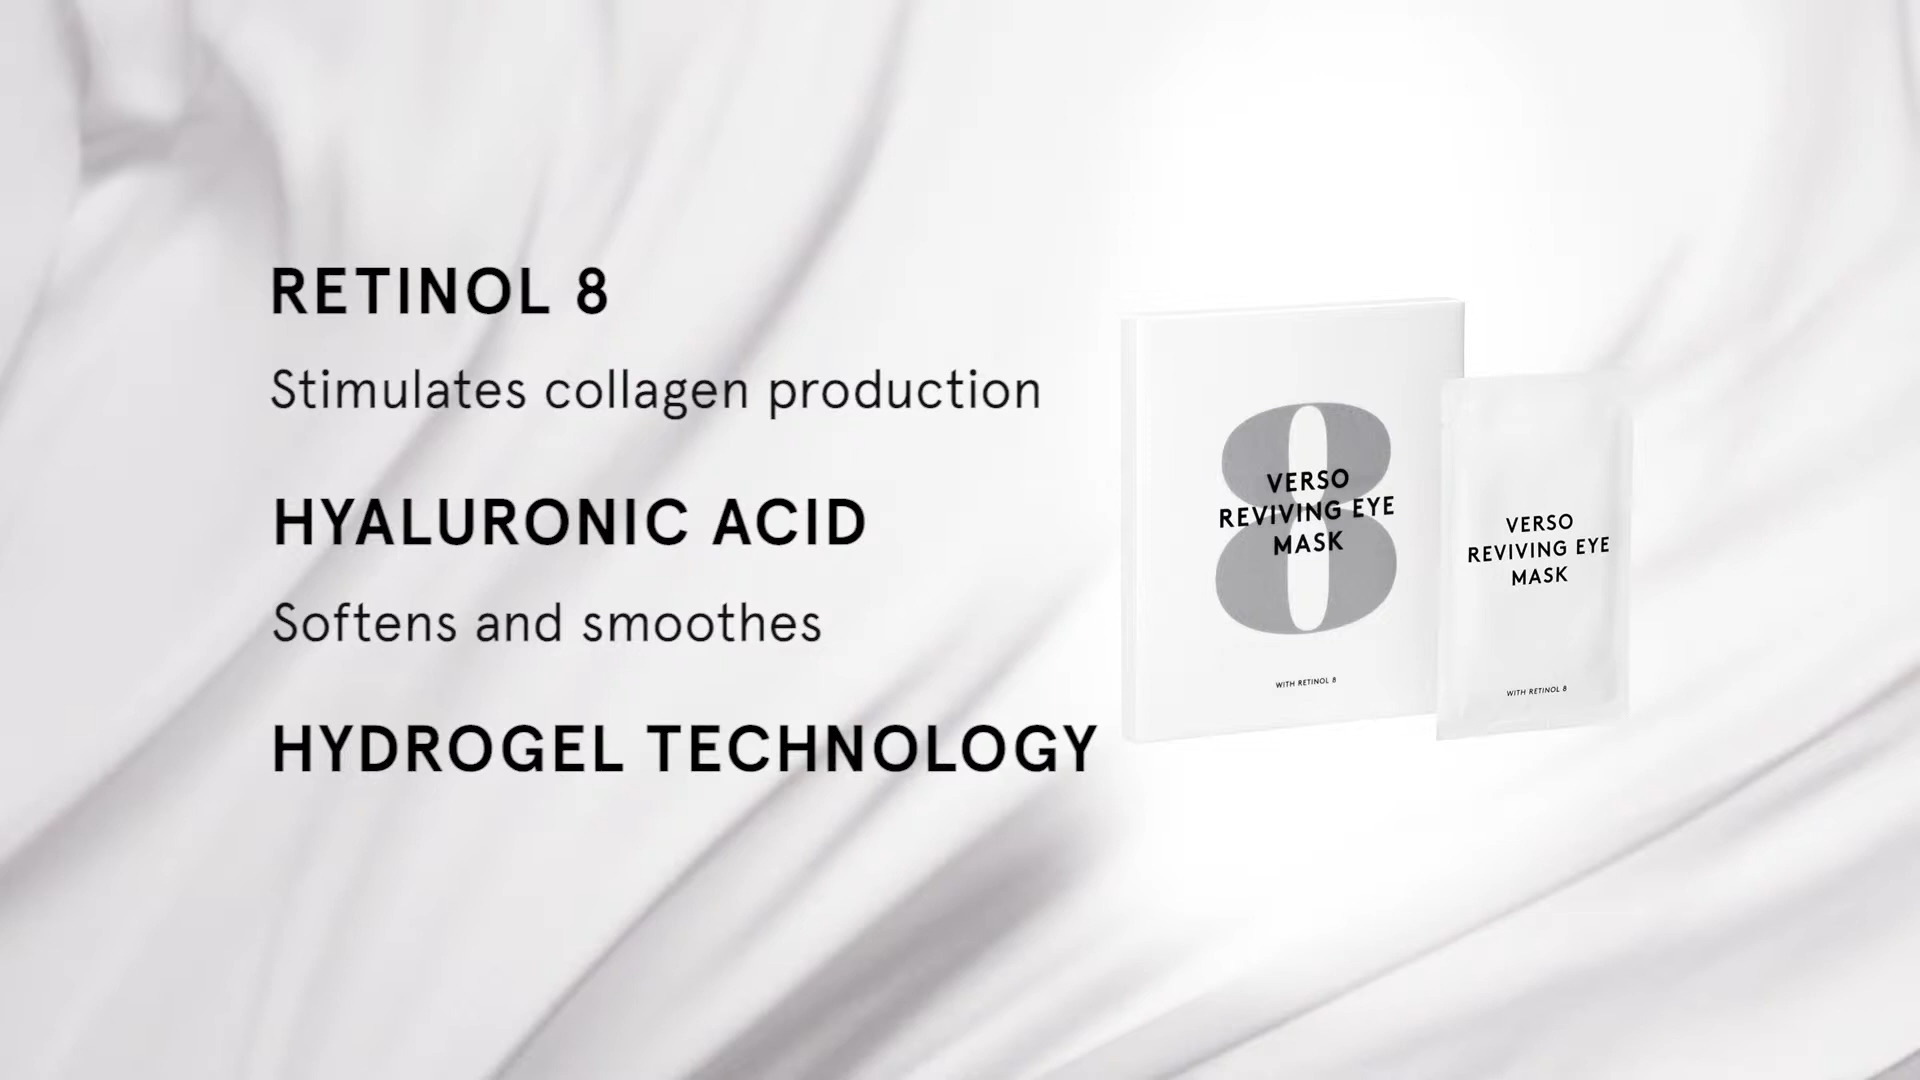 RETINOL 8
Stimulates collagen production
HYALURONIC ACID
Softens and smoothes
HYDROGEL TECHNOLOGY
VERSO
REVIVING EYE
MASK
WITH RETINOL 8
VERSO
REVIVING EYE
MASK
WITH RETINOL 8